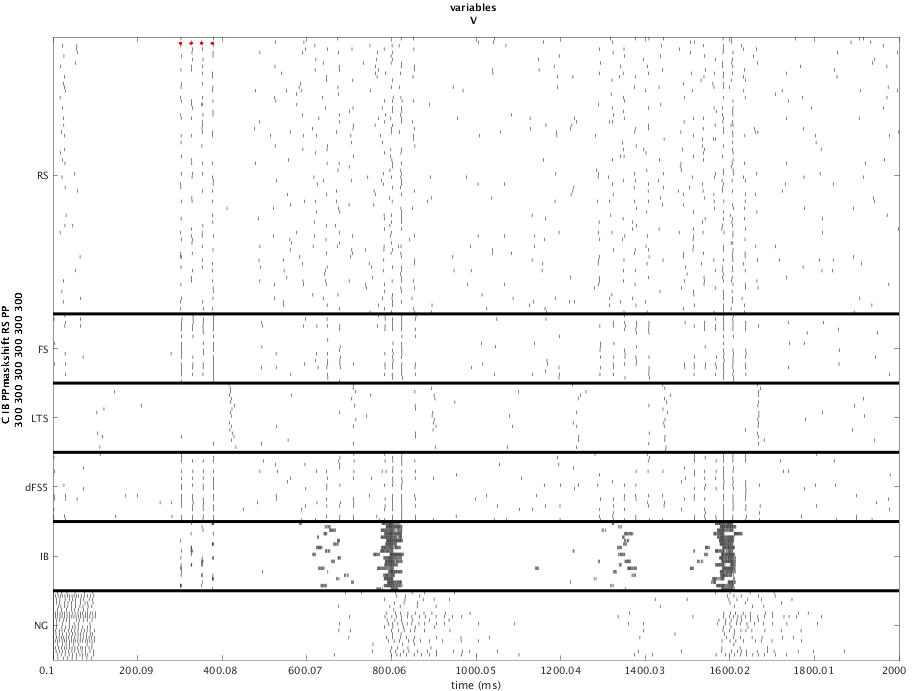 variables
V
C IB PPmaskshift RS PP
300 300 300 300 300 300
RS
FS
LTS
dFS5
IB
NG
0.1 200.09 400.08 600.07 800.06 1000.05 1200.04 1400.03 1600.02 1800.01 2000
time (ms)